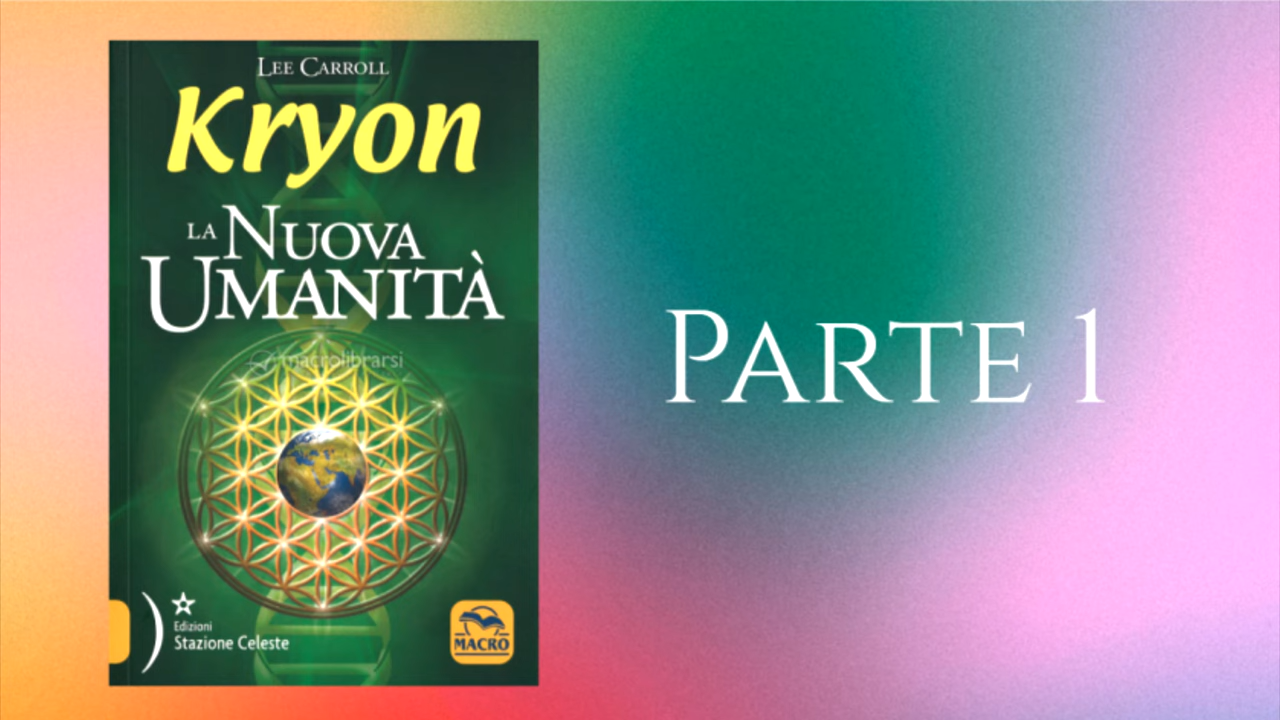 LEE CARROLL
Kryon
LA NUOVA
UMANITÀ
macrolibrarsi
Edizioni
Stazione Celeste
MACRO
PARTE 1